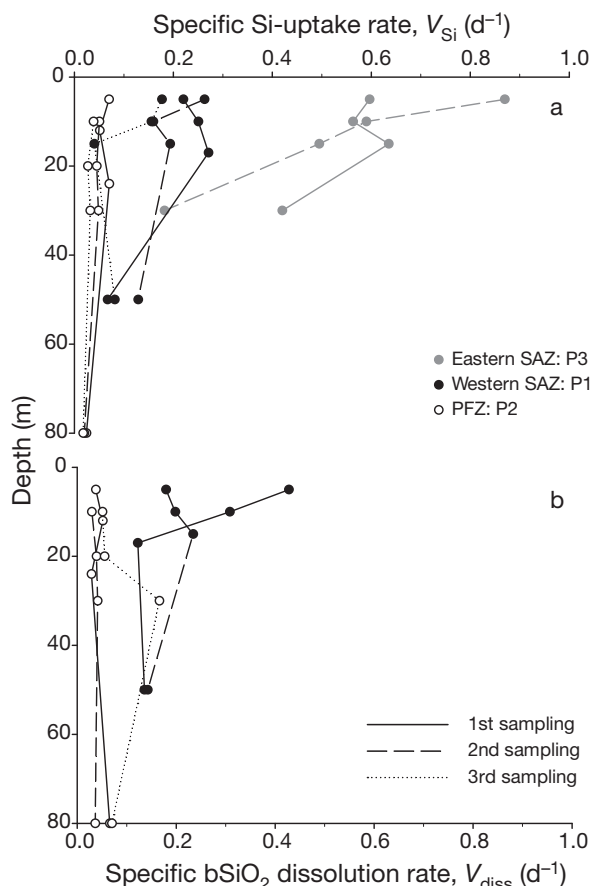 Specific Si-uptake rate, V_Si (d⁻¹)
0.0 0.2 0.4 0.6 0.8 1.0
0
a
20
40
60
Eastern SAZ: P3
Western SAZ: P1
PFZ: P2
80
Depth (m)
0
b
20
40
60
1st sampling
2nd sampling
3rd sampling
80
0.0 0.2 0.4 0.6 0.8 1.0
Specific bSiO₂ dissolution rate, V_diss (d⁻¹)